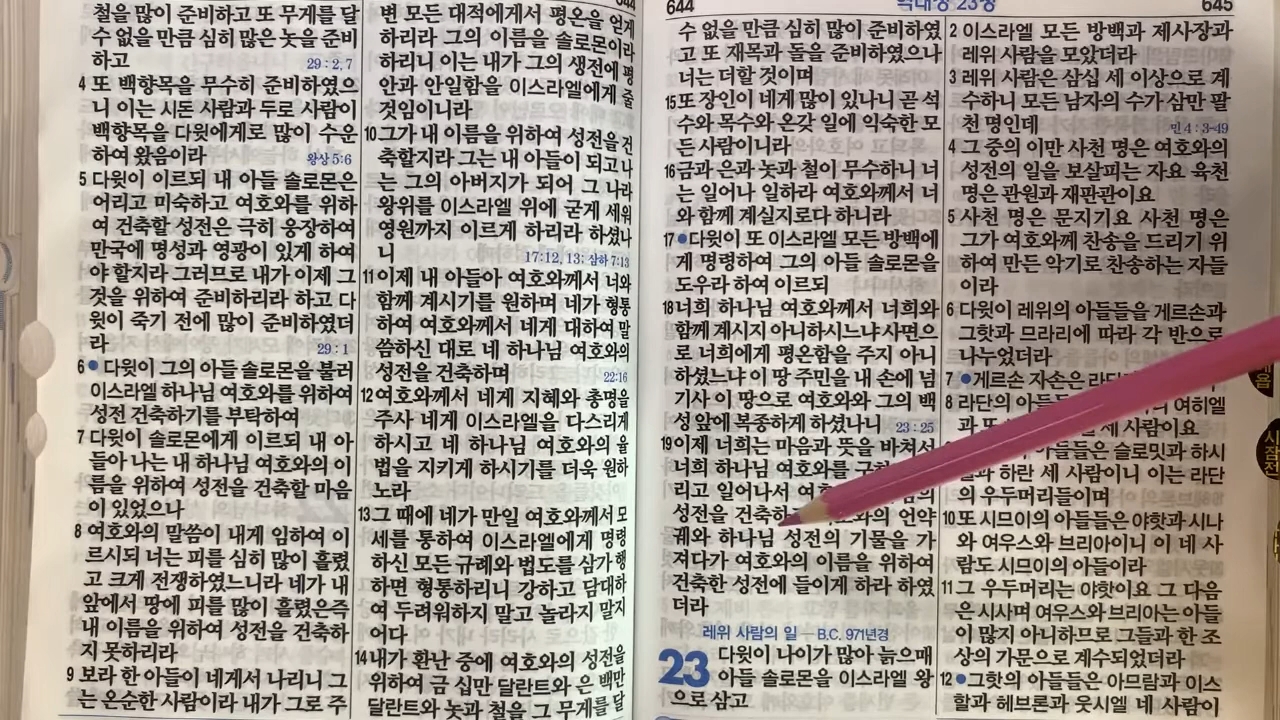 철을 많이 준비하고 또 무게를 달
수 없을 만큼 심히 많은 놋을 준비
하고 29:2,7
4 또 백향목을 무수히 준비하였으
니 이는 시돈 사람과 두로 사람이
백향목을 다윗에게로 많이 수운
하여 왔음이라 왕상 5:6
5 다윗이 이르되 내 아들 솔로몬은
어리고 미숙하고 여호와를 위하
여 건축할 성전은 극히 웅장하여
만국에 명성과 영광이 있게 하여
야 할지라 그러므로 내가 이제 그
것을 위하여 준비하리라 하고 다
윗이 죽기 전에 많이 준비하였더
라 29:1
6 ●다윗이 그의 아들 솔로몬을 불러
이스라엘 하나님 여호와를 위하여
성전 건축하기를 부탁하여
7 다윗이 솔로몬에게 이르되 내 아
들아 나는 내 하나님 여호와의 이
름을 위하여 성전을 건축할 마음
이 있었으나
8 여호와의 말씀이 내게 임하여 이
르시되 너는 피를 심히 많이 흘렸
고 크게 전쟁하였느니라 네가 내
앞에서 땅에 피를 많이 흘렸은즉
내 이름을 위하여 성전을 건축하
지 못하리라
9 보라 한 아들이 네게서 나리니 그
는 온순한 사람이라 내가 그로 주
변 모든 대적에게서 평온을 얻게
하리라 그의 이름을 솔로몬이라
하리니 이는 내가 그의 생전에 평
안과 안일함을 이스라엘에게 줄
것임이니라
10 그가 내 이름을 위하여 성전을 건
축할지라 그는 내 아들이 되고 나
는 그의 아버지가 되어 그 나라
왕위를 이스라엘 위에 굳게 세워
영원까지 이르게 하리라 하셨나
니 17:12, 13; 삼하 7:13
11 이제 내 아들아 여호와께서 너와
함께 계시기를 원하며 네가 형통
하여 여호와께서 네게 대하여 말
씀하신 대로 네 하나님 여호와의
성전을 건축하며 22:16
12 여호와께서 네게 지혜와 총명을
주사 네게 이스라엘을 다스리게
하시고 네 하나님 여호와의 율
법을 지키게 하시기를 더욱 원하
노라
13 그 때에 네가 만일 여호와께서 모
세를 통하여 이스라엘에게 명령
하신 모든 규례와 법도를 삼가 행
하면 형통하리니 강하고 담대하
여 두려워하지 말고 놀라지 말지
어다
14 내가 환난 중에 여호와의 성전을
위하여 금 십만 달란트와 은 백만
달란트와 놋과 철을 그 무게를 달
644 역대상 23장 645
수 없을 만큼 심히 많이 준비하였
고 또 재목과 돌을 준비하였으나
너는 더할 것이며
15 또 장인이 네게 많이 있나니 곧 석
수와 목수와 온갖 일에 익숙한 모
든 사람이니라
16 금과 은과 놋과 철이 무수하니 너
는 일어나 일하라 여호와께서 너
와 함께 계실지로다 하니라
17 ●다윗이 또 이스라엘 모든 방백에
게 명령하여 그의 아들 솔로몬을
도우라 하여 이르되
18 너희 하나님 여호와께서 너희와
함께 계시지 아니하시느냐 사면으
로 너희에게 평온함을 주지 아니
하셨느냐 이 땅 주민을 내 손에 넘
기사 이 땅으로 여호와와 그의 백
성 앞에 복종하게 하셨나니 23:25
19 이제 너희는 마음과 뜻을 바쳐서
너희 하나님 여호와를
리고 일어나서
성전을 건축하 언약
궤와 하나님 성전의 기물을 가
져다가 여호와의 이름을 위하여
건축한 성전에 들이게 하라 하였
더라
레위 사람의 일 – B.C. 971년경
23 다윗이 나이가 많아 늙으매
아들 솔로몬을 이스라엘 왕
으로 삼고
2 이스라엘 모든 방백과 제사장과
레위 사람을 모았더라
3 레위 사람은 삼십 세 이상으로 계
수하니 모든 남자의 수가 삼만 팔
천 명인데 민 4:3-49
4 그 중의 이만 사천 명은 여호와의
성전의 일을 보살피는 자요 육천
명은 관원과 재판관이요
5 사천 명은 문지기요 사천 명은
그가 여호와께 찬송을 드리기 위
하여 만든 악기로 찬송하는 자들
이라
6 다윗이 레위의 아들들을 게르손과
그핫과 므라리에 따라 각 반으로
나누었더라
7 ●게르손 자손은
8 라단의 여히엘
과 또 세 사람이요
아들들은 슬로밋과 하시
하란 세 사람이니 이는 라단
의 우두머리들이며
10 또 시므이의 아들들은 야핫과 시나
와 여우스와 브리아이니 이 네 사
람도 시므이의 아들이라
11 그 우두머리는 야핫이요 그 다음
은 시사며 여우스와 브리아는 아들
이 많지 아니하므로 그들과 한 조
상의 가문으로 계수되었더라
12 ●그핫의 아들들은 아므람과 이스
할과 헤브론과 웃시엘 네 사람이